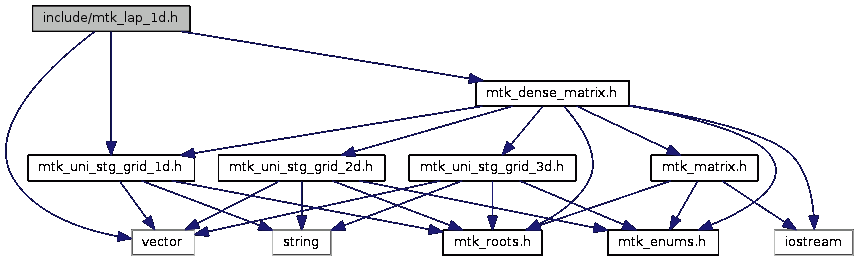 include/mtk_lap_1d.h
mtk_dense_matrix.h
mtk_uni_stg_grid_1d.h
mtk_uni_stg_grid_2d.h
mtk_uni_stg_grid_3d.h
mtk_matrix.h
vector
string
mtk_roots.h
mtk_enums.h
iostream